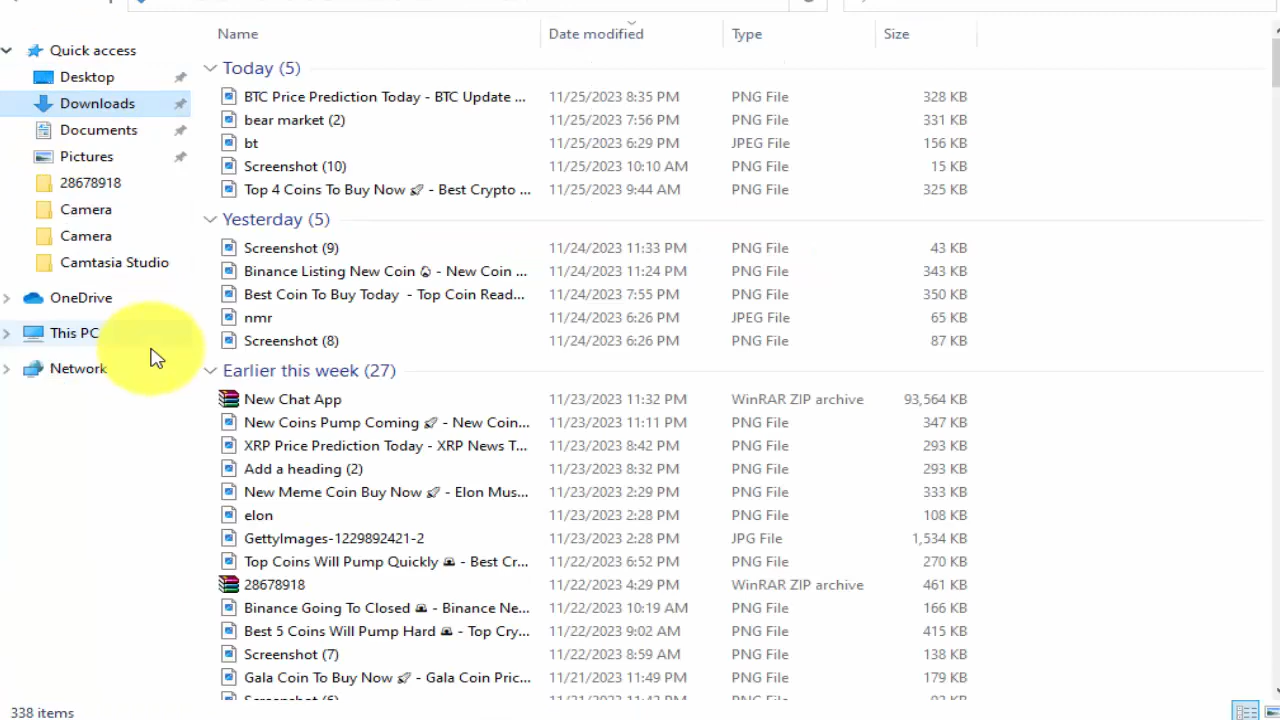 Name Date modified Type Size
Quick access
Desktop
Downloads
Documents
Pictures
28678918
Camera
Camera
Camtasia Studio
OneDrive
This PC
Network
Today (5)
BTC Price Prediction Today - BTC Update ... 11/25/2023 8:35 PM PNG File 328 KB
bear market (2) 11/25/2023 7:56 PM PNG File 331 KB
bt 11/25/2023 6:29 PM JPEG File 156 KB
Screenshot (10) 11/25/2023 10:10 AM PNG File 15 KB
Top 4 Coins To Buy Now 🚀 - Best Crypto ... 11/25/2023 9:44 AM PNG File 325 KB
Yesterday (5)
Screenshot (9) 11/24/2023 11:33 PM PNG File 43 KB
Binance Listing New Coin - New Coin ... 11/24/2023 11:24 PM PNG File 343 KB
Best Coin To Buy Today - Top Coin Read... 11/24/2023 7:55 PM PNG File 350 KB
nmr 11/24/2023 6:26 PM JPEG File 65 KB
Screenshot (8) 11/24/2023 6:26 PM PNG File 87 KB
Earlier this week (27)
New Chat App 11/23/2023 11:32 PM WinRAR ZIP archive 93,564 KB
New Coins Pump Coming 🚀 - New Coin... 11/23/2023 11:11 PM PNG File 347 KB
XRP Price Prediction Today - XRP News T... 11/23/2023 8:42 PM PNG File 293 KB
Add a heading (2) 11/23/2023 8:32 PM PNG File 293 KB
New Meme Coin Buy Now 🚀 - Elon Mus... 11/23/2023 2:29 PM PNG File 333 KB
elon 11/23/2023 2:28 PM PNG File 108 KB
GettyImages-1229892421-2 11/23/2023 2:28 PM JPG File 1,534 KB
Top Coins Will Pump Quickly 🚨 - Best Cr... 11/22/2023 6:52 PM PNG File 270 KB
28678918 11/22/2023 4:29 PM WinRAR ZIP archive 461 KB
Binance Going To Closed 🚨 - Binance Ne... 11/22/2023 10:19 AM PNG File 166 KB
Best 5 Coins Will Pump Hard 🚨 - Top Cry... 11/22/2023 9:02 AM PNG File 415 KB
Screenshot (7) 11/22/2023 8:59 AM PNG File 138 KB
Gala Coin To Buy Now 🚀 - Gala Coin Pric... 11/21/2023 11:49 PM PNG File 179 KB
338 items